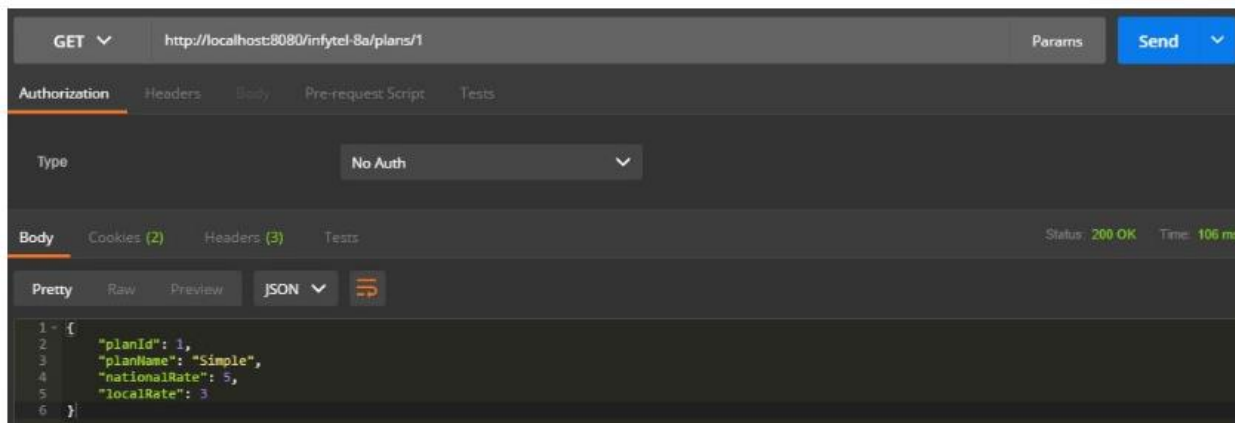 GET http://localhost:8080/infytel-8a/plans/1 Params Send
Authorization Headers Body Pre-request Script Tests
Type No Auth
Body Cookies (2) Headers (3) Tests Status: 200 OK Time: 106 ms
Pretty Raw Preview JSON
1 {
2 "planId": 1,
3 "planName": "Simple",
4 "nationalRate": 5,
5 "localRate": 3
6 }